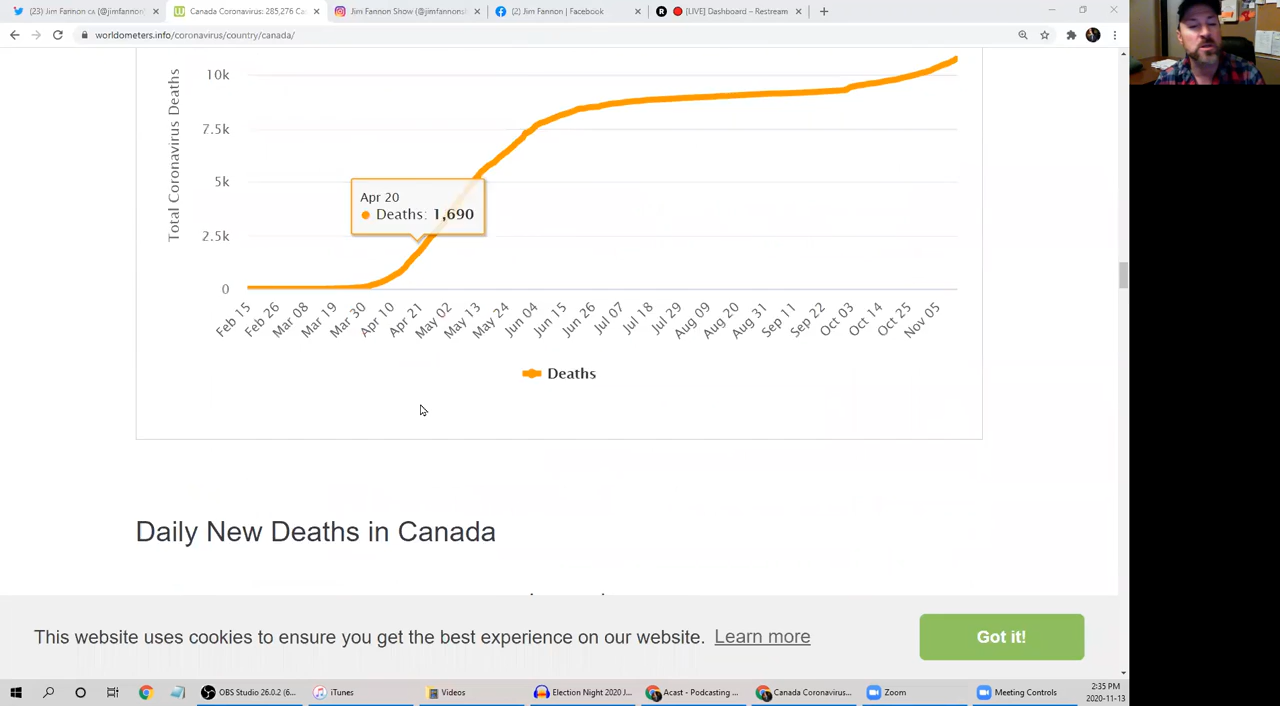 (23) Jim Fannon CA (@jimfannon)
Canada Coronavirus: 285,276 Ca
Jim Fannon Show (@jimfannons
(2) Jim Fannon | Facebook
[LIVE] Dashboard – Restream
worldometers.info/coronavirus/country/canada/
Total Coronavirus Deaths
10k
7.5k
5k
2.5k
0
Apr 20
Deaths: 1,690
Feb 15
Feb 26
Mar 08
Mar 19
Mar 30
Apr 10
Apr 21
May 02
May 13
May 24
Jun 04
Jun 15
Jun 26
Jul 07
Jul 18
Jul 29
Aug 09
Aug 20
Aug 31
Sep 11
Sep 22
Oct 03
Oct 14
Oct 25
Nov 05
Deaths
Daily New Deaths in Canada
This website uses cookies to ensure you get the best experience on our website. Learn more
Got it!
OBS Studio 26.0.2 (6...
iTunes
Videos
Election Night 2020 J...
Acast - Podcasting ...
Canada Coronavirus...
Zoom
Meeting Controls
2:35 PM
2020-11-13